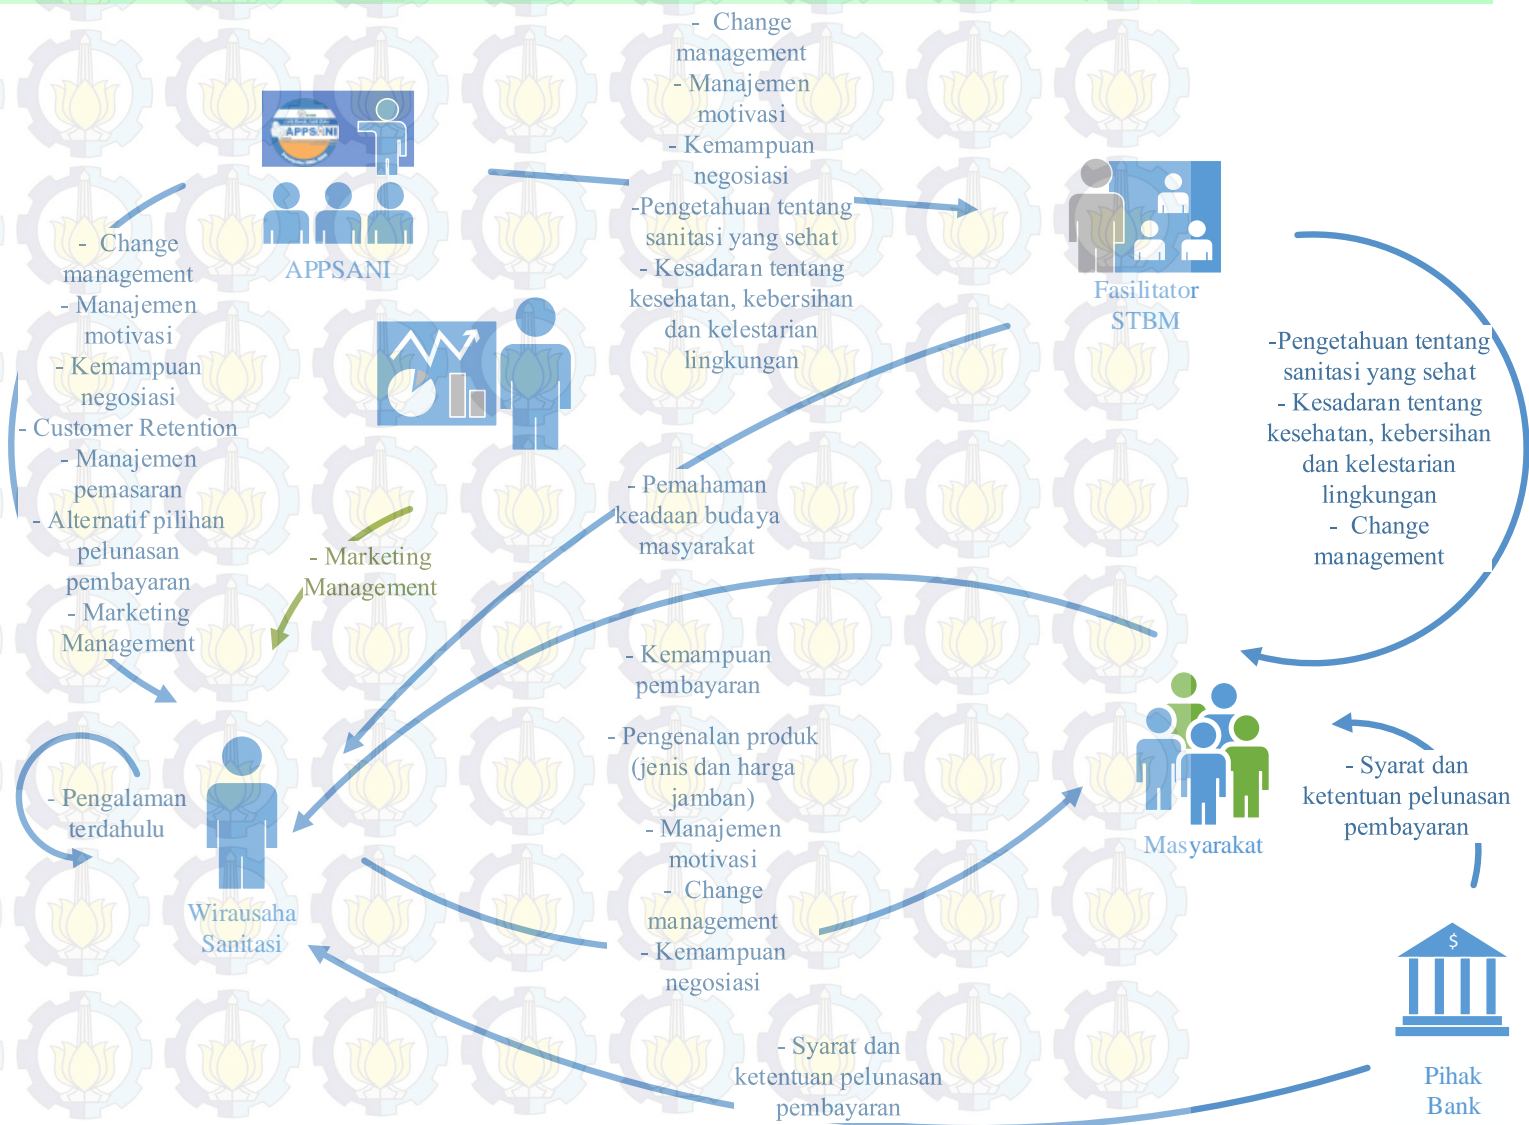 - Change
management
- Manajemen
motivasi
- Kemampuan
negosiasi
-Pengetahuan tentang
sanitasi yang sehat
- Kesadaran tentang
kesehatan, kebersihan
dan kelestarian
lingkungan
APPSANI
APPSANI
Fasilitator
STBM
- Change
management
- Manajemen
motivasi
- Kemampuan
negosiasi
- Customer Retention
- Manajemen
pemasaran
- Alternatif pilihan
pelunasan
pembayaran
- Marketing
Management
-Pengetahuan tentang
sanitasi yang sehat
- Kesadaran tentang
kesehatan, kebersihan
dan kelestarian
lingkungan
- Change
management
- Pemahaman
keadaan budaya
masyarakat
- Marketing
Management
- Kemampuan
pembayaran
- Pengenalan produk
(jenis dan harga
jamban)
- Manajemen
motivasi
- Change
management
- Kemampuan
negosiasi
- Pengalaman
terdahulu
Wirausaha
Sanitasi
Masyarakat
- Syarat dan
ketentuan pelunasan
pembayaran
$
- Syarat dan
ketentuan pelunasan
pembayaran
Pihak
Bank